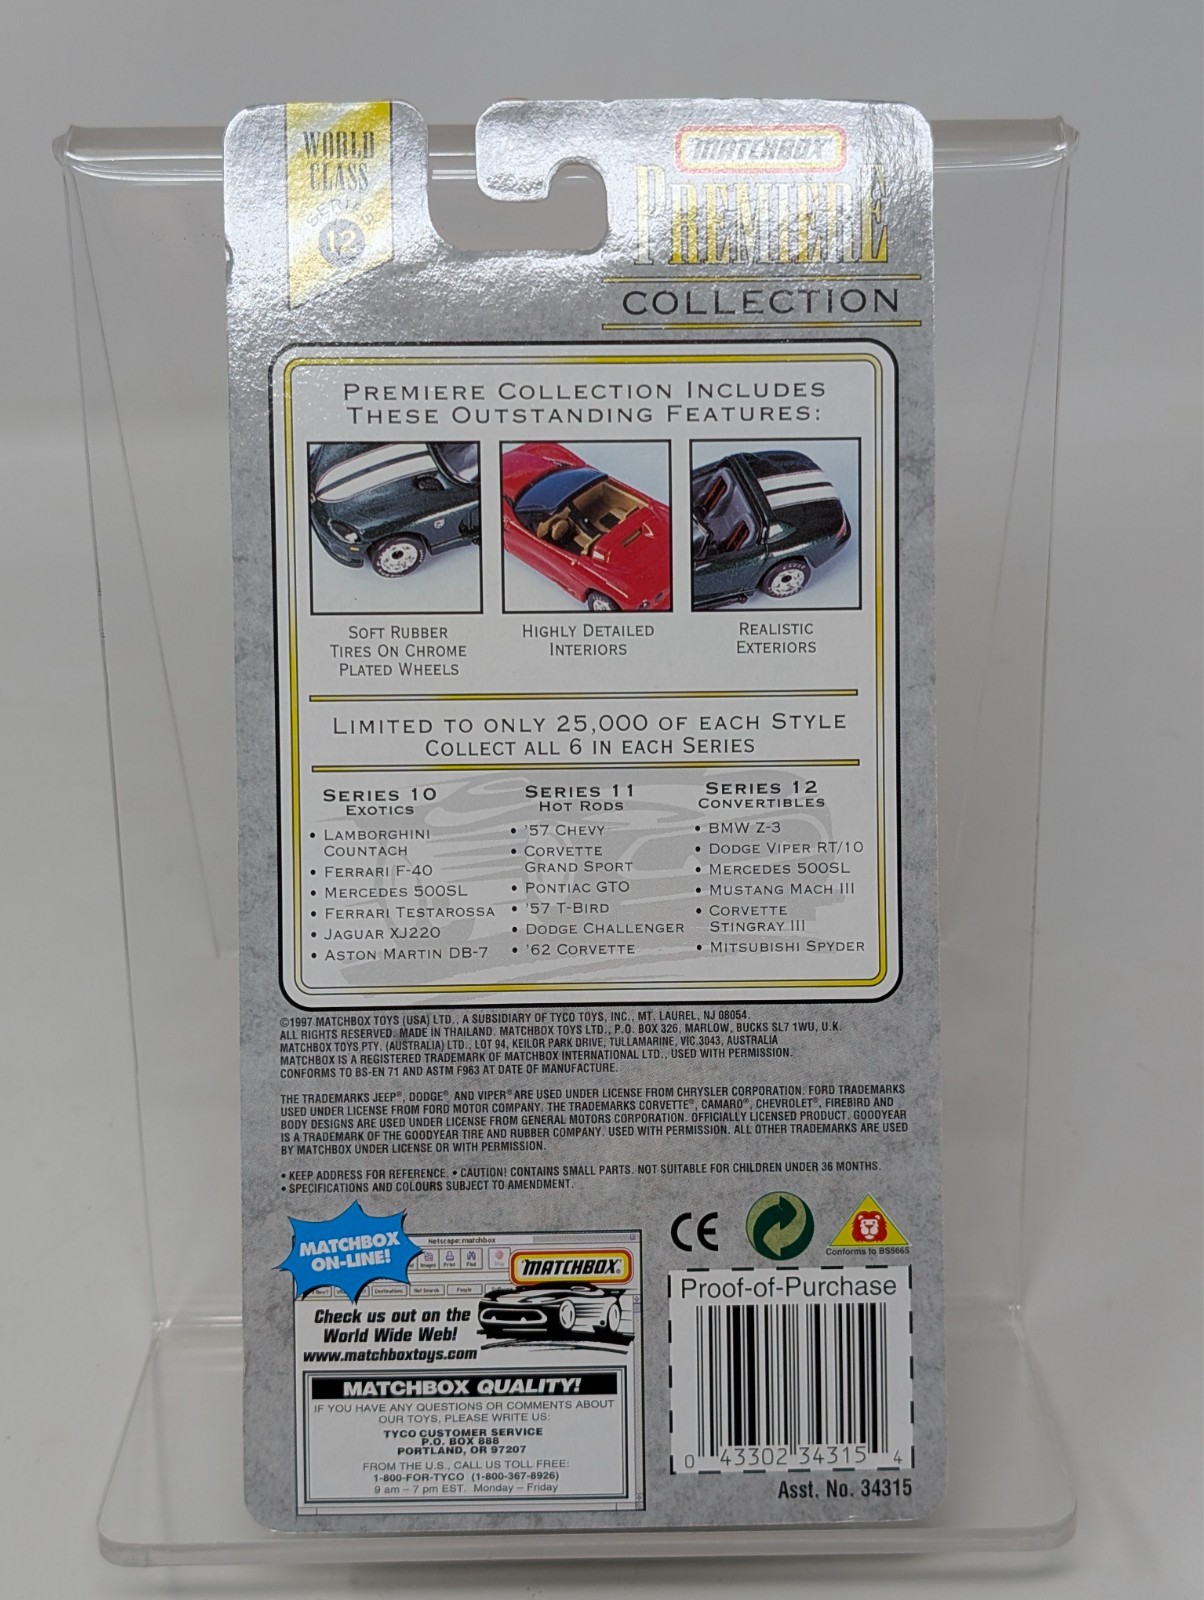 WORLD
CLASS
SERIES
12
MATCHBOX
PREMIERE
COLLECTION
PREMIERE COLLECTION INCLUDES
THESE OUTSTANDING FEATURES:
SOFT RUBBER
TIRES ON CHROME
PLATED WHEELS
HIGHLY DETAILED
INTERIORS
REALISTIC
EXTERIORS
LIMITED TO ONLY 25,000 OF EACH STYLE
COLLECT ALL 6 IN EACH SERIES
SERIES 10
EXOTICS
• LAMBORGHINI
COUNTACH
• FERRARI F-40
• MERCEDES 500SL
• FERRARI TESTAROSSA
• JAGUAR XJ220
• ASTON MARTIN DB-7
SERIES 11
HOT RODS
• '57 CHEVY
• CORVETTE
GRAND SPORT
• PONTIAC GTO
• '57 T-BIRD
• DODGE CHALLENGER
• '62 CORVETTE
SERIES 12
CONVERTIBLES
• BMW Z-3
• DODGE VIPER RT/10
• MERCEDES 500SL
• MUSTANG MACH III
• CORVETTE
STINGRAY III
• MITSUBISHI SPYDER
©1997 MATCHBOX TOYS (USA) LTD., A SUBSIDIARY OF TYCO TOYS, INC., MT. LAUREL, NJ 08054.
ALL RIGHTS RESERVED. MADE IN THAILAND. MATCHBOX TOYS LTD., P.O. BOX 326, MARLOW, BUCKS SL7 1WU, U.K.
MATCHBOX TOYS PTY. (AUSTRALIA) LTD., LOT 94, KEILOR PARK DRIVE, TULLAMARINE, VIC.3043, AUSTRALIA
MATCHBOX IS A REGISTERED TRADEMARK OF MATCHBOX INTERNATIONAL LTD., USED WITH PERMISSION.
CONFORMS TO BS-EN 71 AND ASTM F963 AT DATE OF MANUFACTURE.
THE TRADEMARKS JEEP®, DODGE® AND VIPER® ARE USED UNDER LICENSE FROM CHRYSLER CORPORATION. FORD TRADEMARKS
USED UNDER LICENSE FROM FORD MOTOR COMPANY. THE TRADEMARKS CORVETTE®, CAMARO®, CHEVROLET®, FIREBIRD AND
BODY DESIGNS ARE USED UNDER LICENSE FROM GENERAL MOTORS CORPORATION. OFFICIALLY LICENSED PRODUCT. GOODYEAR
IS A TRADEMARK OF THE GOODYEAR TIRE AND RUBBER COMPANY. USED WITH PERMISSION. ALL OTHER TRADEMARKS ARE USED
BY MATCHBOX UNDER LICENSE OR WITH PERMISSION.
• KEEP ADDRESS FOR REFERENCE. • CAUTION! CONTAINS SMALL PARTS. NOT SUITABLE FOR CHILDREN UNDER 36 MONTHS.
• SPECIFICATIONS AND COLOURS SUBJECT TO AMENDMENT.
MATCHBOX
ON-LINE!
Netscape: matchbox
Images Print Find
Destinations Net Search People
MATCHBOX®
Check us out on the
World Wide Web!
www.matchboxtoys.com
MATCHBOX QUALITY!
IF YOU HAVE ANY QUESTIONS OR COMMENTS ABOUT
OUR TOYS, PLEASE WRITE US:
TYCO CUSTOMER SERVICE
P.O. BOX 888
PORTLAND, OR 97207
FROM THE U.S., CALL US TOLL FREE:
1-800-FOR-TYCO (1-800-367-8926)
9 am – 7 pm EST. Monday – Friday
CE
Conforms to BS5665
Proof-of-Purchase
0 43302 34315 4
Asst. No. 34315